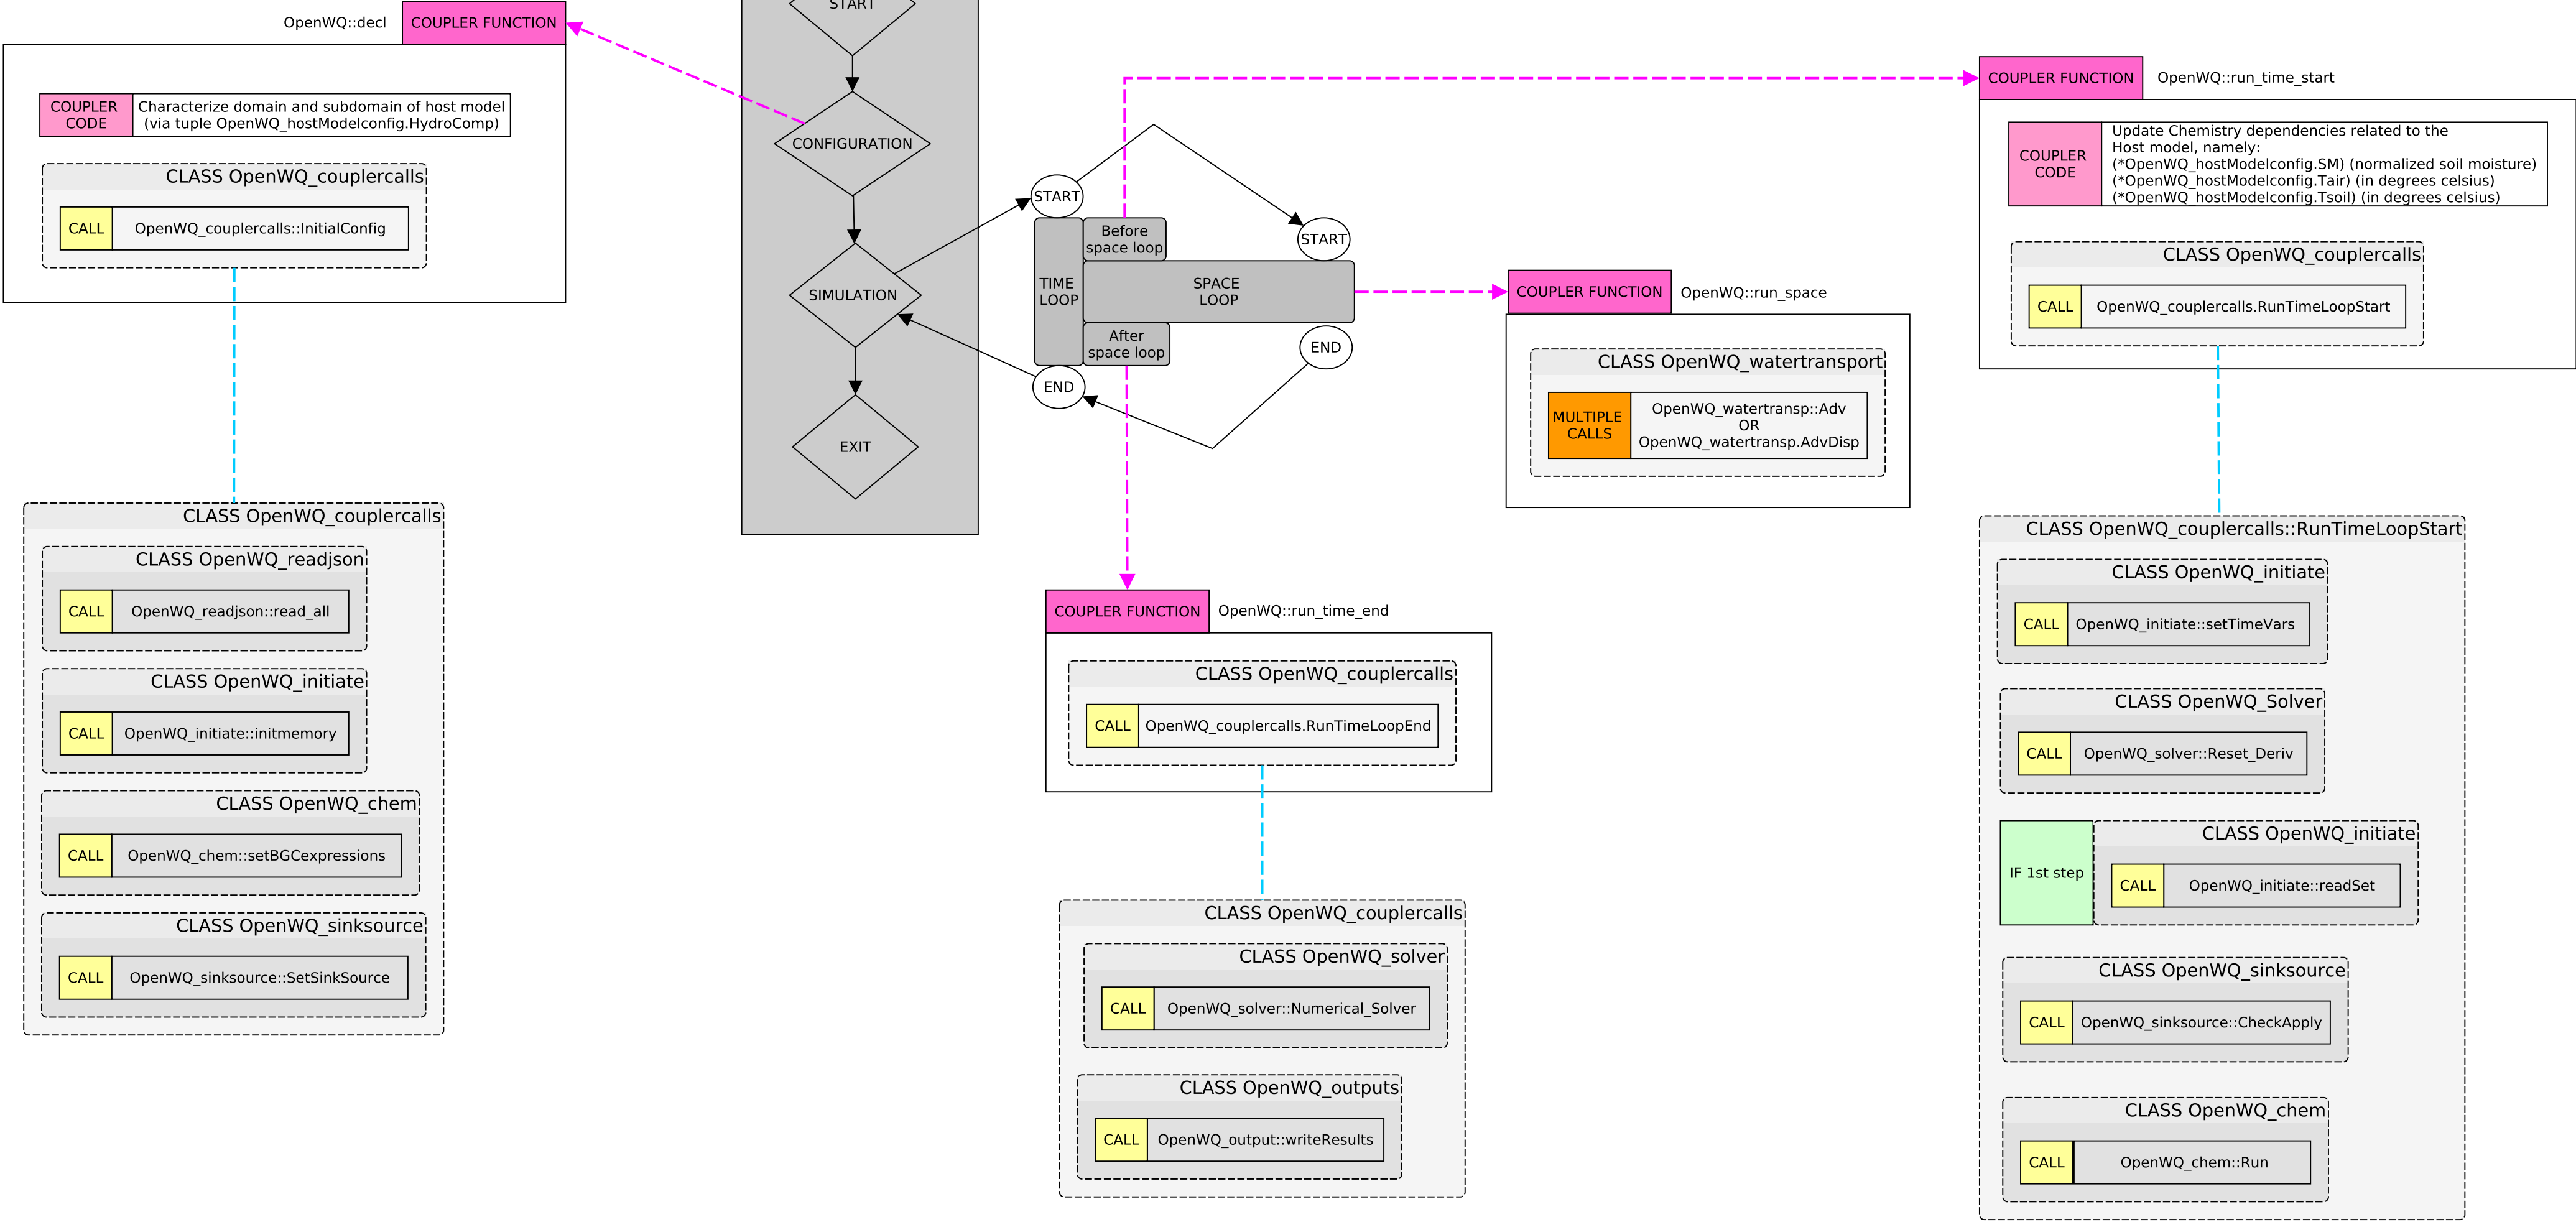 OpenWQ::decl
COUPLER FUNCTION
COUPLER
CODE
Characterize domain and subdomain of host model
(via tuple OpenWQ_hostModelconfig.HydroComp)
CLASS OpenWQ_couplercalls
CALL
OpenWQ_couplercalls::InitialConfig
CLASS OpenWQ_couplercalls
CLASS OpenWQ_readjson
CALL
OpenWQ_readjson::read_all
CLASS OpenWQ_initiate
CALL
OpenWQ_initiate::initmemory
CLASS OpenWQ_chem
CALL
OpenWQ_chem::setBGCexpressions
CLASS OpenWQ_sinksource
CALL
OpenWQ_sinksource::SetSinkSource
START
CONFIGURATION
SIMULATION
EXIT
START
Before
space loop
TIME
LOOP
SPACE
LOOP
After
space loop
END
START
END
COUPLER FUNCTION
OpenWQ::run_space
CLASS OpenWQ_watertransport
MULTIPLE
CALLS
OpenWQ_watertransp::Adv
OR
OpenWQ_watertransp.AdvDisp
COUPLER FUNCTION
OpenWQ::run_time_end
CLASS OpenWQ_couplercalls
CALL
OpenWQ_couplercalls.RunTimeLoopEnd
CLASS OpenWQ_couplercalls
CLASS OpenWQ_solver
CALL
OpenWQ_solver::Numerical_Solver
CLASS OpenWQ_outputs
CALL
OpenWQ_output::writeResults
COUPLER FUNCTION
OpenWQ::run_time_start
COUPLER
CODE
Update Chemistry dependencies related to the
Host model, namely:
(*OpenWQ_hostModelconfig.SM) (normalized soil moisture)
(*OpenWQ_hostModelconfig.Tair) (in degrees celsius)
(*OpenWQ_hostModelconfig.Tsoil) (in degrees celsius)
CLASS OpenWQ_couplercalls
CALL
OpenWQ_couplercalls.RunTimeLoopStart
CLASS OpenWQ_couplercalls::RunTimeLoopStart
CLASS OpenWQ_initiate
CALL
OpenWQ_initiate::setTimeVars
CLASS OpenWQ_Solver
CALL
OpenWQ_solver::Reset_Deriv
IF 1st step
CLASS OpenWQ_initiate
CALL
OpenWQ_initiate::readSet
CLASS OpenWQ_sinksource
CALL
OpenWQ_sinksource::CheckApply
CLASS OpenWQ_chem
CALL
OpenWQ_chem::Run